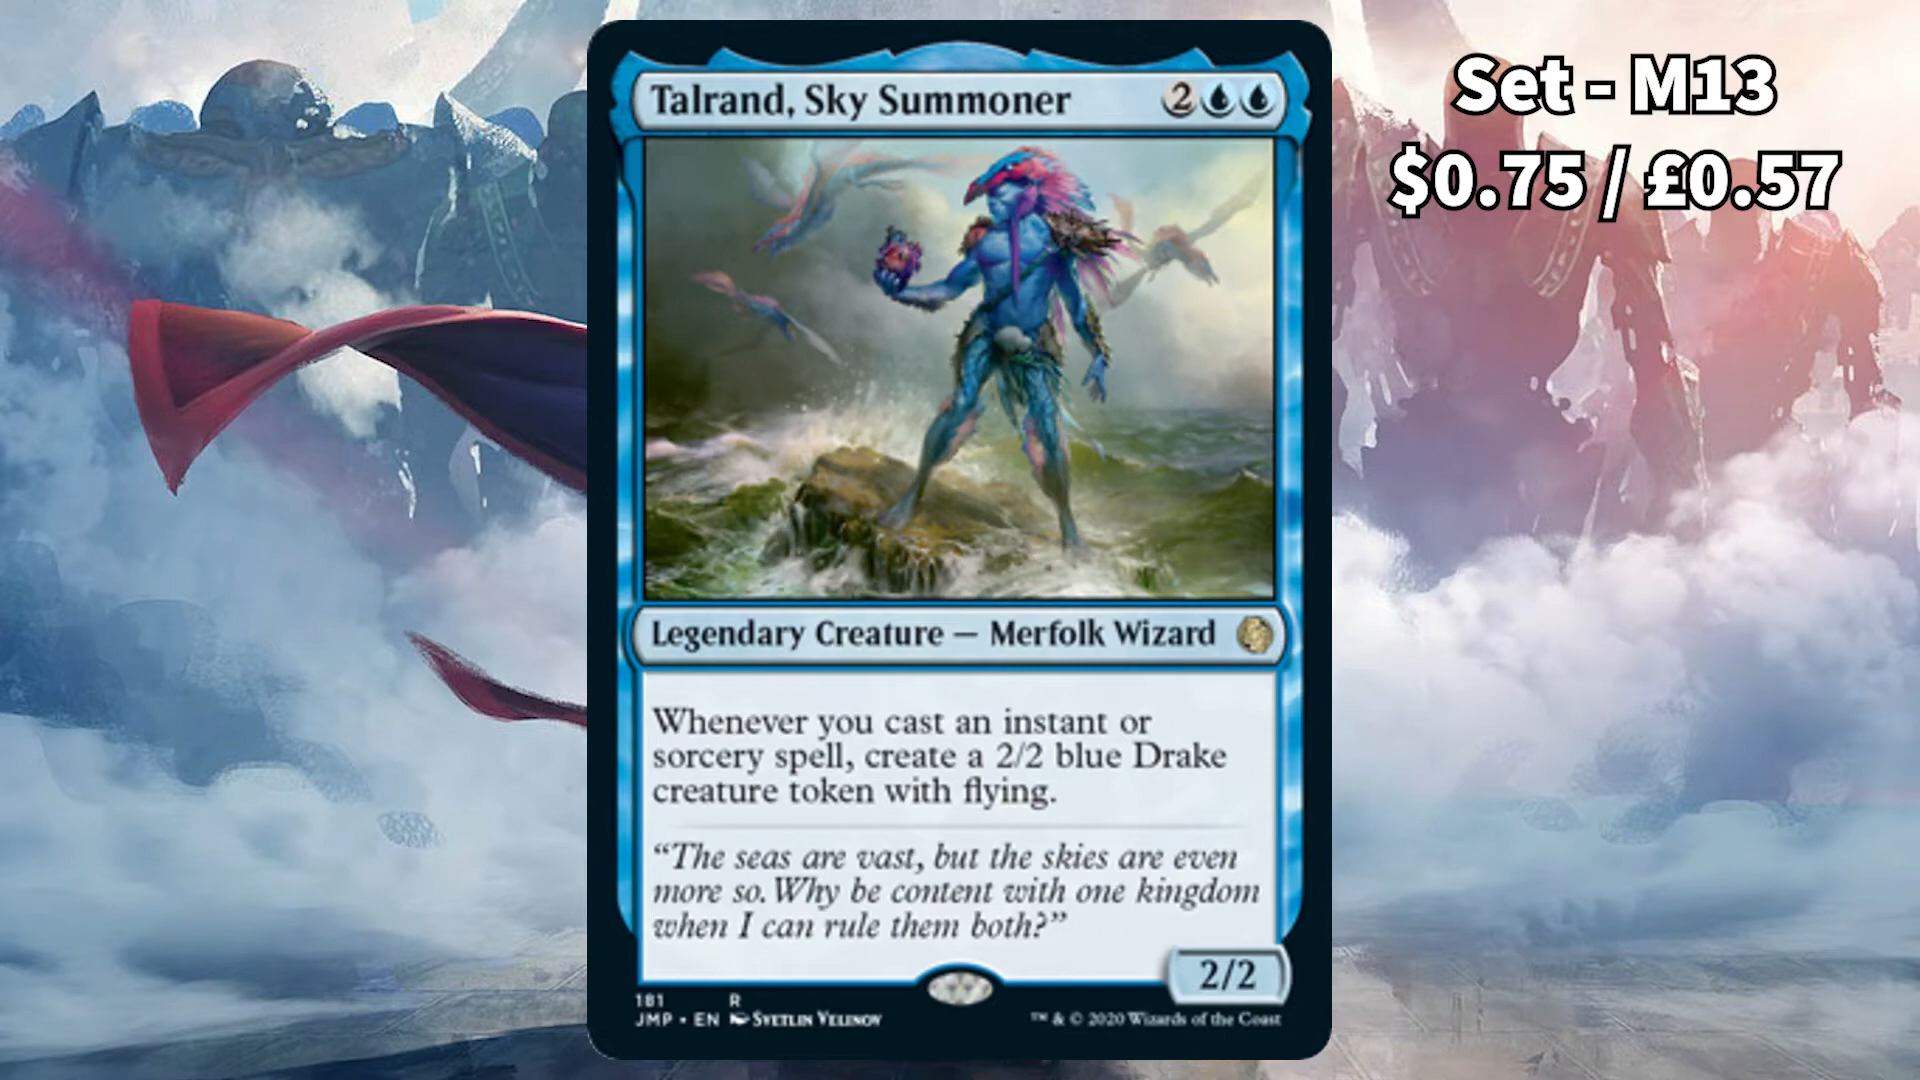 Set - M13
$0.75 / £0.57
Talrand, Sky Summoner 2
Legendary Creature — Merfolk Wizard
Whenever you cast an instant or
sorcery spell, create a 2/2 blue Drake
creature token with flying.
“The seas are vast, but the skies are even
more so. Why be content with one kingdom
when I can rule them both?”
2/2
181 R
JMP • EN Svetlin Velinov
™ & © 2020 Wizards of the Coast